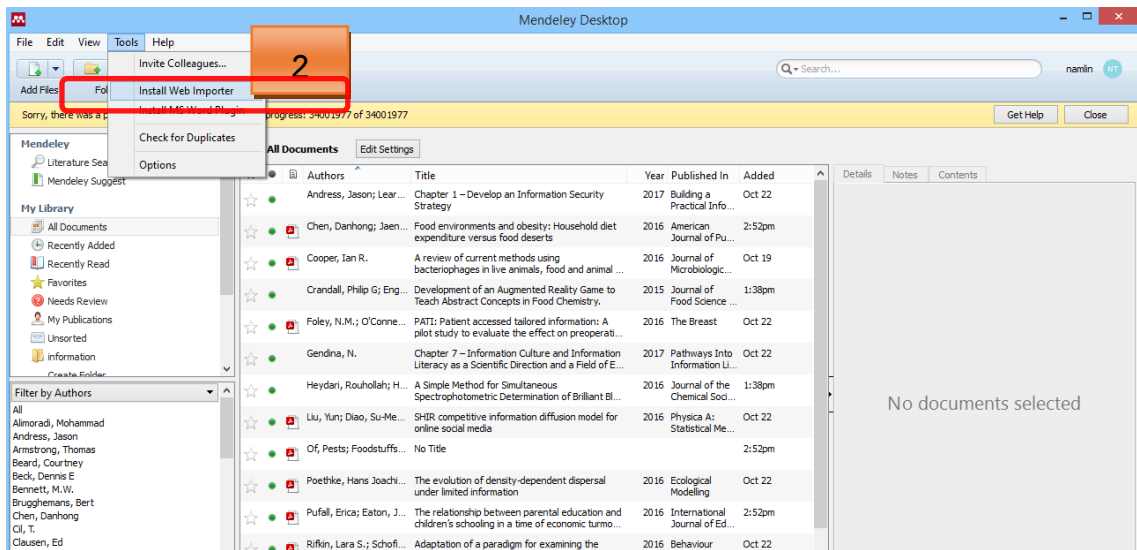 Mendeley Desktop
File Edit View Tools Help
Invite Colleagues...
2
Search...
namlin NT
Add Files Fol
Install Web Importer
Install MS Word Plugin
Sorry, there was a p progress: 34001977 of 34001977 Get Help Close
Check for Duplicates
Options
Mendeley
Literature Sea
Mendeley Suggest
My Library
All Documents
Recently Added
Recently Read
Favorites
Needs Review
My Publications
Unsorted
information
Create Folder
Filter by Authors
All
Alimoradi, Mohammad
Andress, Jason
Armstrong, Thomas
Beard, Courtney
Beck, Dennis E
Bennett, M.W.
Brugghemans, Bert
Chen, Danhong
Cil, T.
Clausen, Ed
All Documents Edit Settings
Authors Title Year Published In Added
Andress, Jason; Lear... Chapter 1 – Develop an Information Security 2017 Building a Oct 22
Strategy Practical Info...
Chen, Danhong; Jaen... Food environments and obesity: Household diet 2016 American 2:52pm
expenditure versus food deserts Journal of Pu...
Cooper, Ian R. A review of current methods using 2016 Journal of Oct 19
bacteriophages in live animals, food and animal ... Microbiologic...
Crandall, Philip G; Eng... Development of an Augmented Reality Game to 2015 Journal of 1:38pm
Teach Abstract Concepts in Food Chemistry. Food Science ...
Foley, N.M.; O'Conne... PATI: Patient accessed tailored information: A 2016 The Breast Oct 22
pilot study to evaluate the effect on preoperati...
Gendina, N. Chapter 7 – Information Culture and Information 2017 Pathways Into Oct 22
Literacy as a Scientific Direction and a Field of E... Information Li...
Heydari, Rouhollah; H... A Simple Method for Simultaneous 2016 Journal of the 1:38pm
Spectrophotometric Determination of Brilliant Bl... Chemical Soci...
Liu, Yun; Diao, Su-Me... SHIR competitive information diffusion model for 2016 Physica A: Oct 22
online social media Statistical Me...
Of, Pests; Foodstuffs... No Title 2:52pm
Poethke, Hans Joachi... The evolution of density-dependent dispersal 2016 Ecological Oct 22
under limited information Modelling
Pufall, Erica; Eaton, J... The relationship between parental education and 2016 International 2:52pm
children's schooling in a time of economic turmo... Journal of Ed...
Rifkin, Lara S.; Schofi... Adaptation of a paradigm for examining the 2016 Behaviour Oct 22
Details Notes Contents
No documents selected